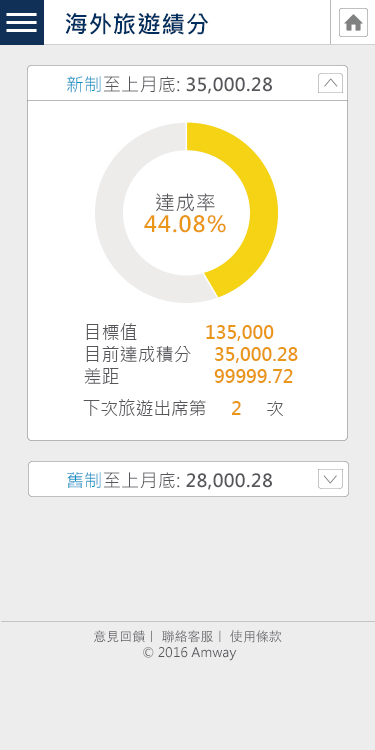 海外旅遊績分
新制至上月底: 35,000.28
達成率
44.08%
目標值 135,000
目前達成積分 35,000.28
差距 99999.72
下次旅遊出席第 2 次
舊制至上月底: 28,000.28
意見回饋 | 聯絡客服 | 使用條款
© 2016 Amway